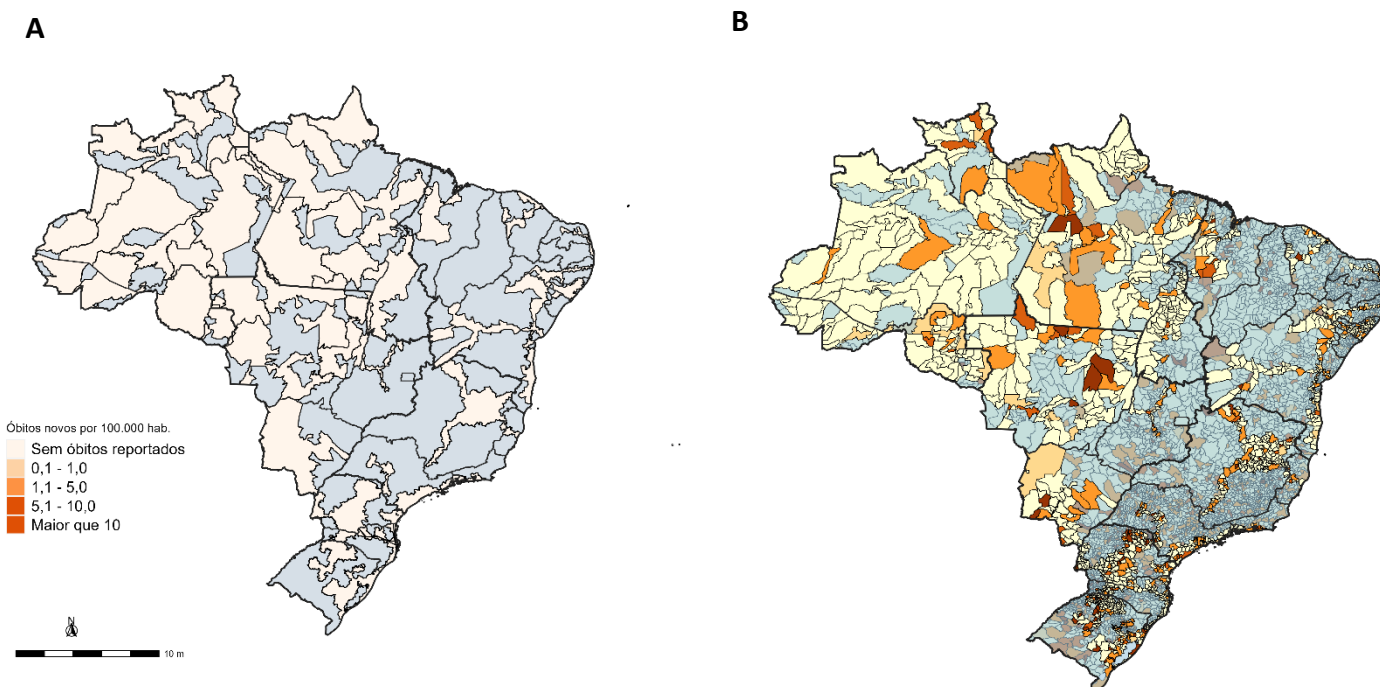 A
B
Óbitos novos por 100.000 hab.
Sem óbitos reportados
0,1 - 1,0
1,1 - 5,0
5,1 - 10,0
Maior que 10
N
10 m